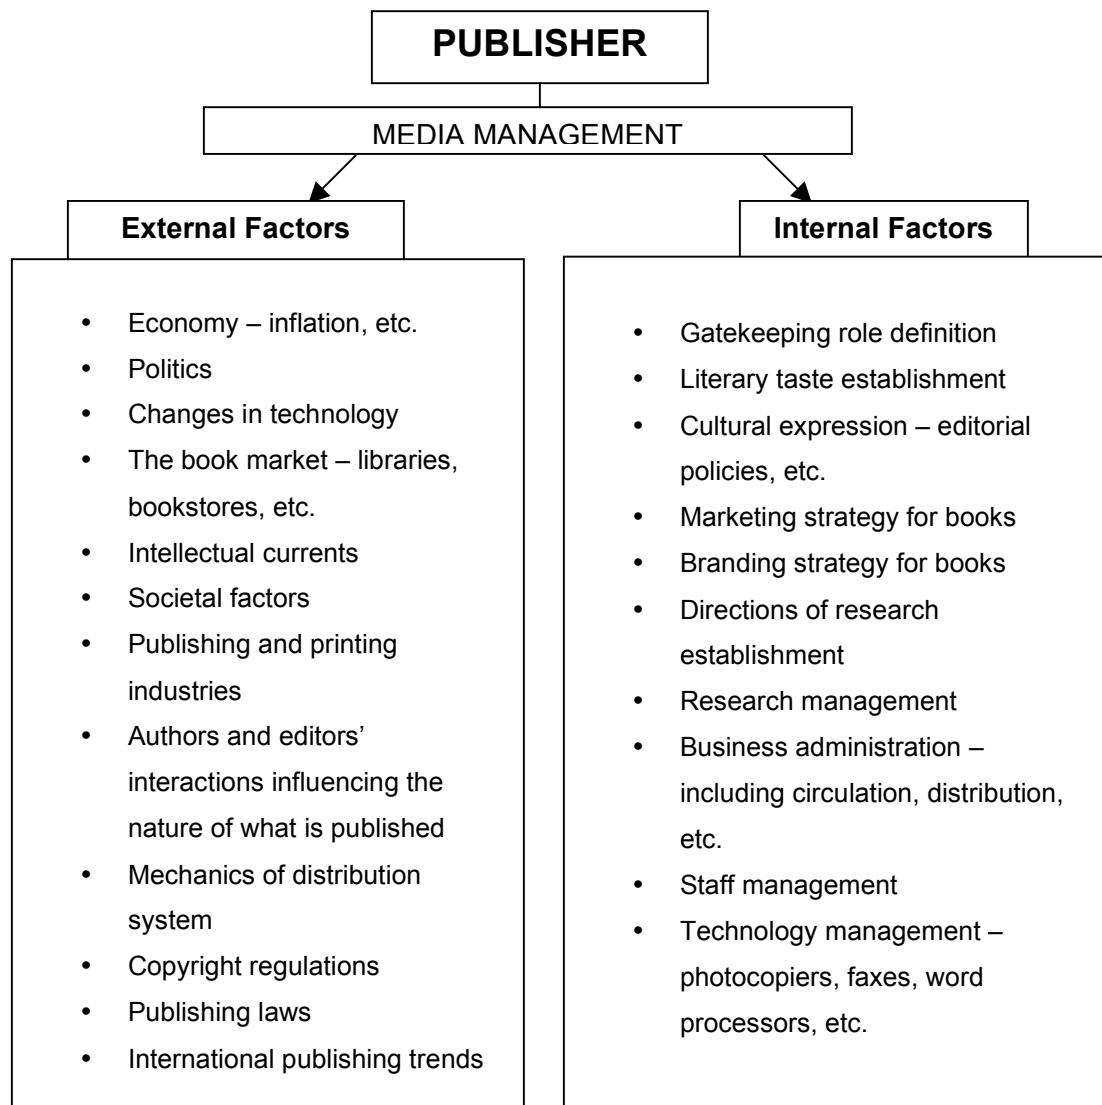 PUBLISHER
MEDIA MANAGEMENT
External Factors
• Economy – inflation, etc.
• Politics
• Changes in technology
• The book market – libraries,
bookstores, etc.
• Intellectual currents
• Societal factors
• Publishing and printing
industries
• Authors and editors’
interactions influencing the
nature of what is published
• Mechanics of distribution
system
• Copyright regulations
• Publishing laws
• International publishing trends
Internal Factors
• Gatekeeping role definition
• Literary taste establishment
• Cultural expression – editorial
policies, etc.
• Marketing strategy for books
• Branding strategy for books
• Directions of research
establishment
• Research management
• Business administration –
including circulation, distribution,
etc.
• Staff management
• Technology management –
photocopiers, faxes, word
processors, etc.